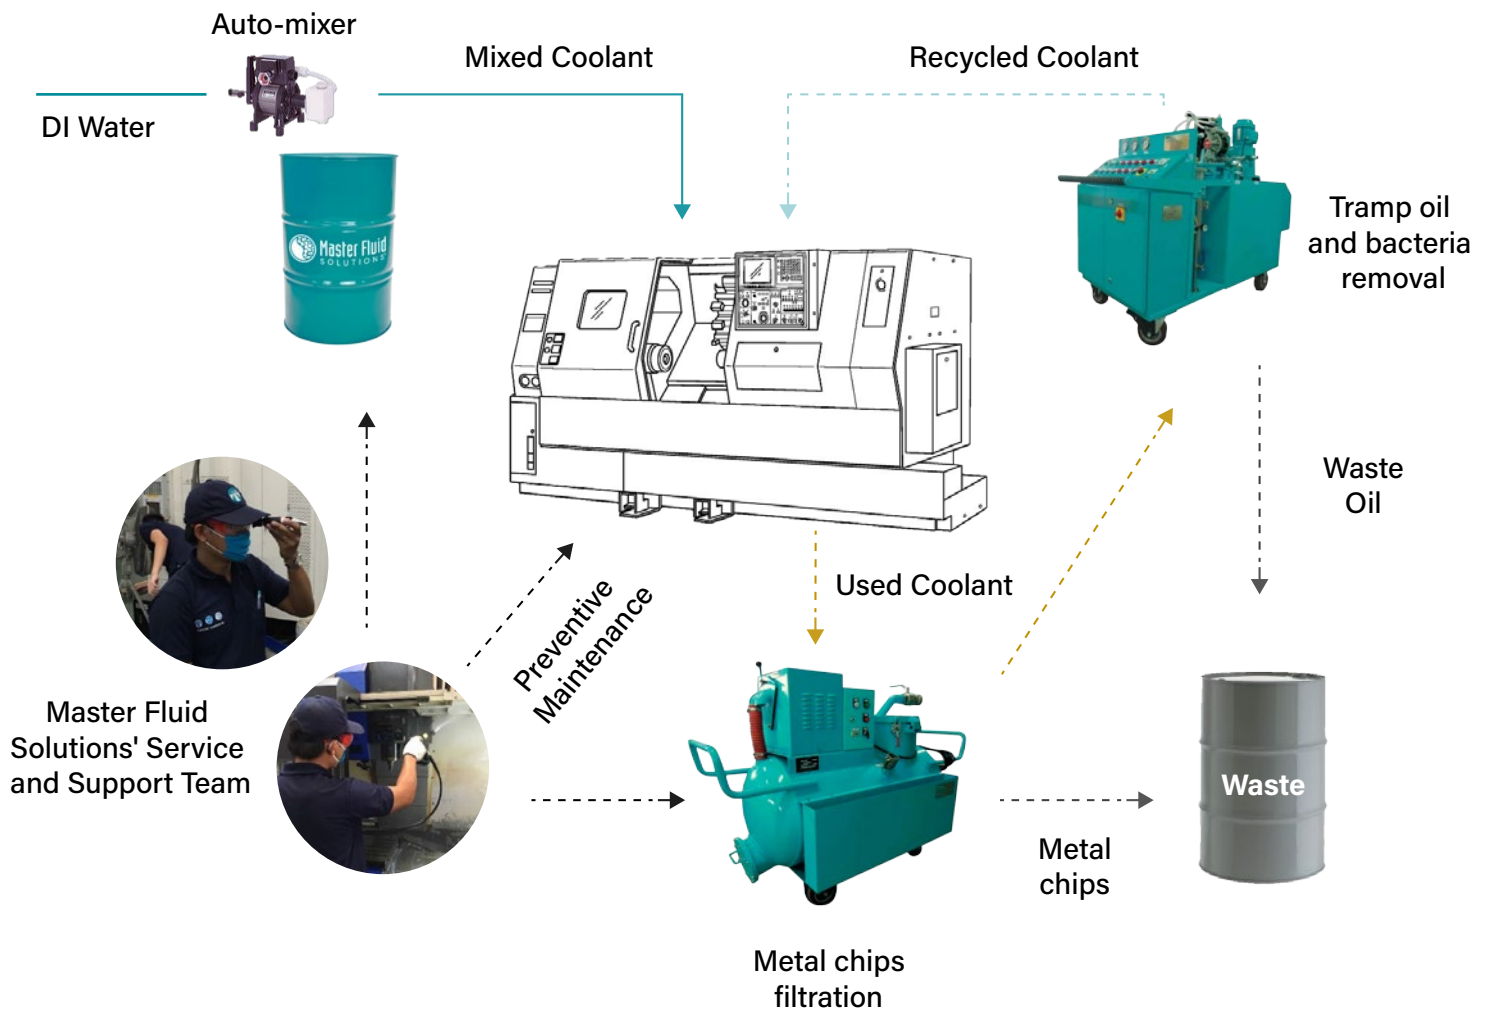 Auto-mixer
Mixed Coolant
Recycled Coolant
DI Water
Master Fluid
SOLUTIONS
Tramp oil
and bacteria
removal
Waste
Oil
Used Coolant
Preventive
Maintenance
Master Fluid
Solutions' Service
and Support Team
Waste
Metal
chips
Metal chips
filtration